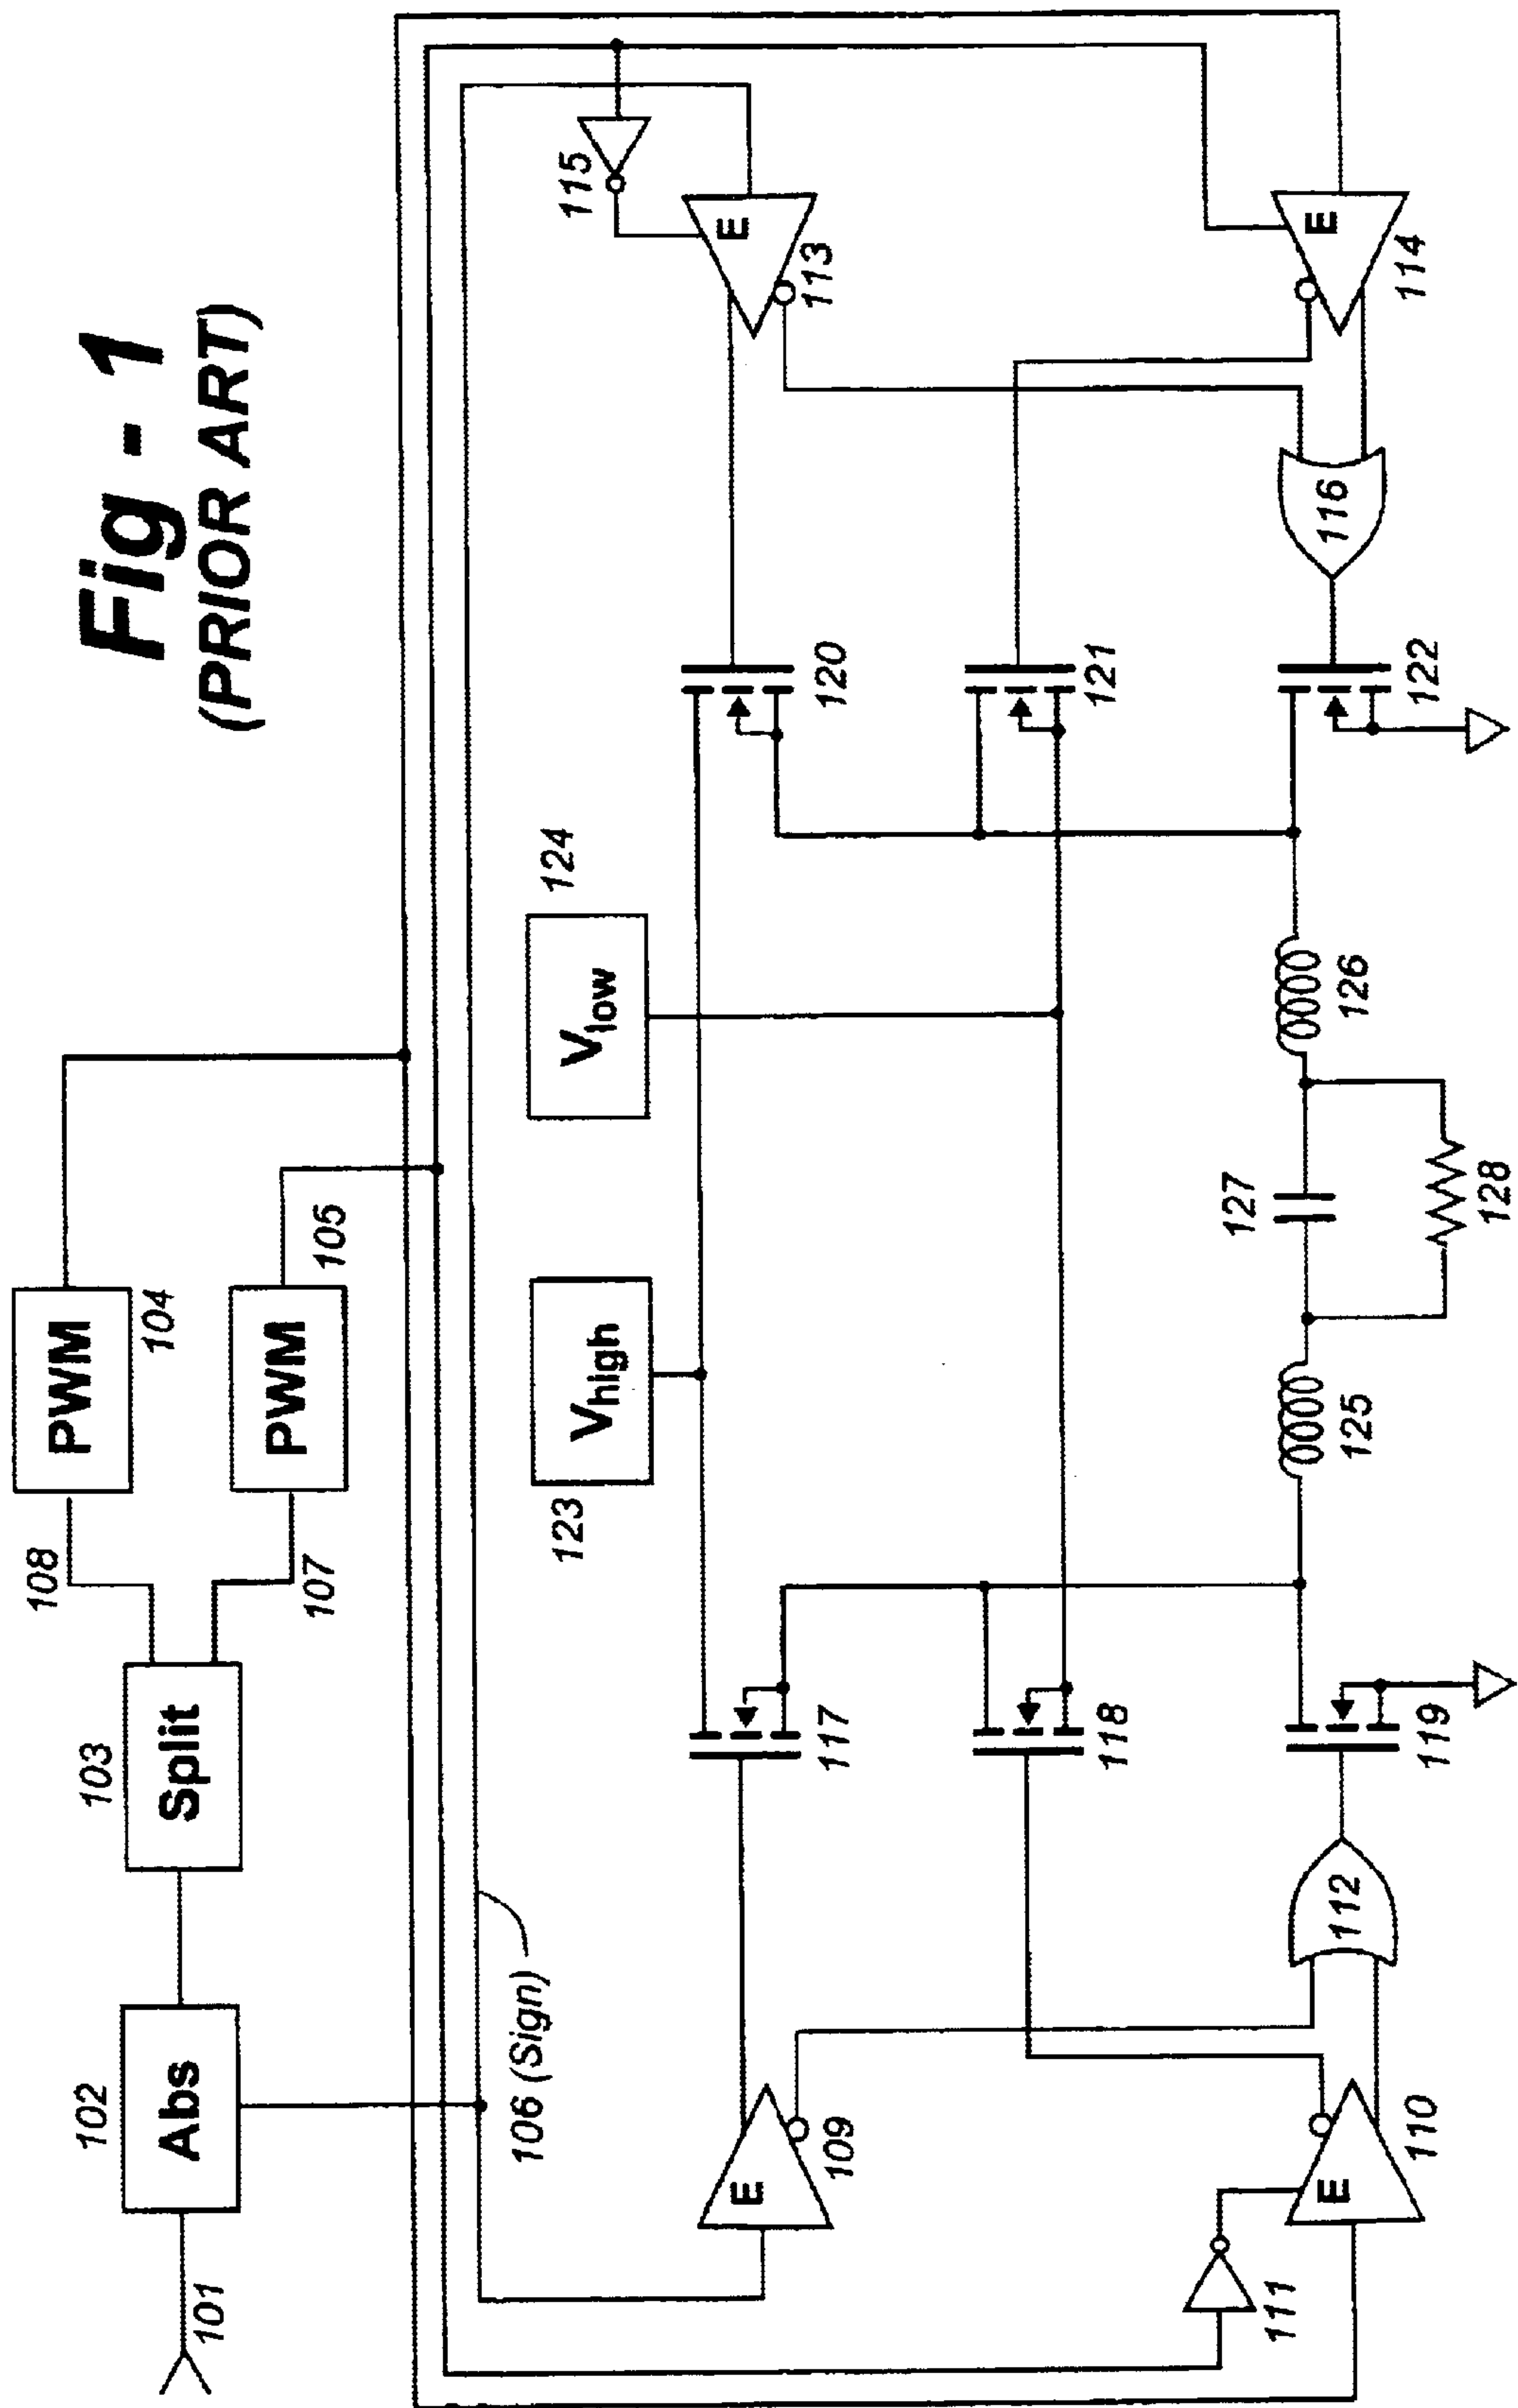 Fig - 1
(PRIOR ART)
101
102
Abs
103
Split
108
107
PWM
104
PWM
105
106 (Sign)
123
Vhigh
124
Vlow
E
109
111
E
110
112
117
118
119
125
127
128
126
120
121
122
116
115
E
113
E
114